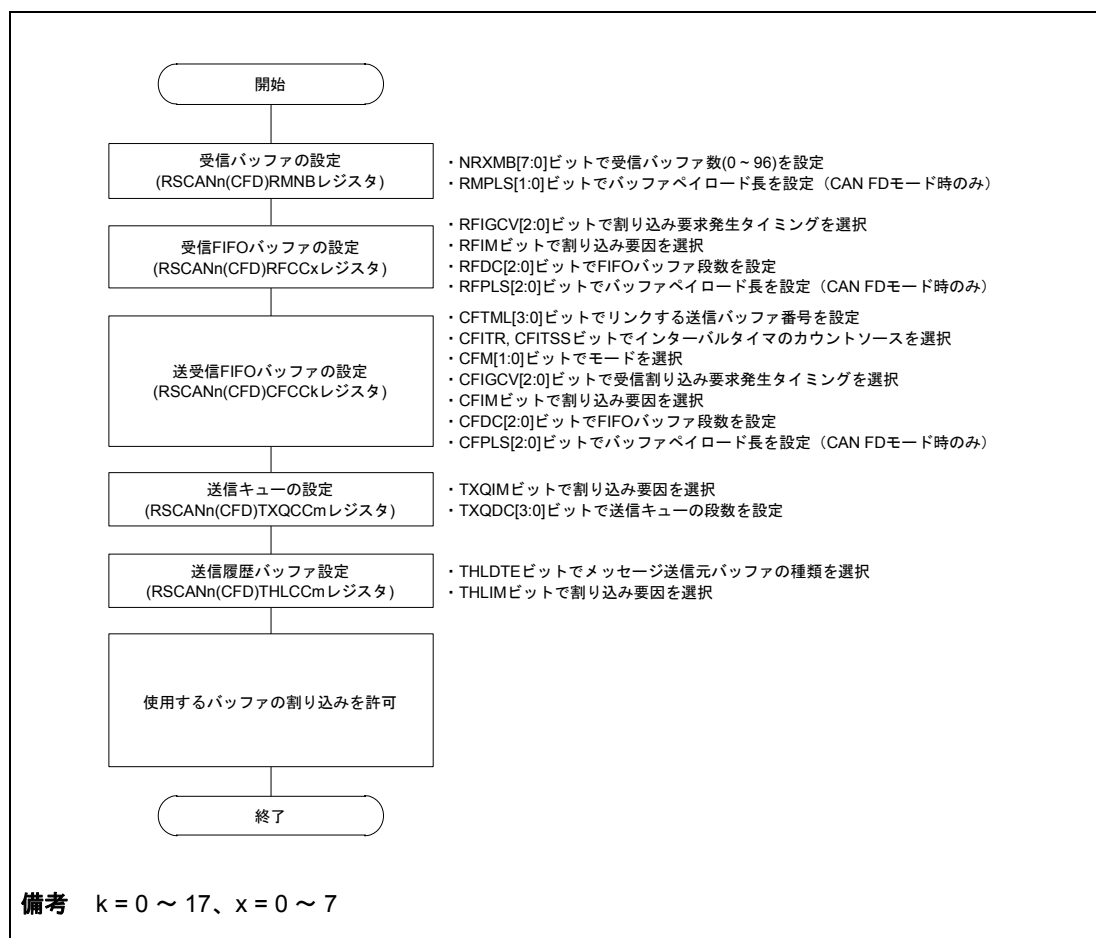 開始
受信バッファの設定
(RSCANn(CFD)RMNBレジスタ)
・NRXMB[7:0]ビットで受信バッファ数(0 ~ 96)を設定
・RMPLS[1:0]ビットでバッファペイロード長を設定（CAN FDモード時のみ）
受信FIFOバッファの設定
(RSCANn(CFD)RFCCxレジスタ)
・RFIGCV[2:0]ビットで割り込み要求発生タイミングを選択
・RFIMビットで割り込み要因を選択
・RFDC[2:0]ビットでFIFOバッファ段数を設定
・RFPLS[2:0]ビットでバッファペイロード長を設定（CAN FDモード時のみ）
送受信FIFOバッファの設定
(RSCANn(CFD)CFCCkレジスタ)
・CFTML[3:0]ビットでリンクする送信バッファ番号を設定
・CFITR, CFITSSビットでインターバルタイマのカウントソースを選択
・CFM[1:0]ビットでモードを選択
・CFIGCV[2:0]ビットで受信割り込み要求発生タイミングを選択
・CFIMビットで割り込み要因を選択
・CFDC[2:0]ビットでFIFOバッファ段数を設定
・CFPLS[2:0]ビットでバッファペイロード長を設定（CAN FDモード時のみ）
送信キューの設定
(RSCANn(CFD)TXQCCmレジスタ)
・TXQIMビットで割り込み要因を選択
・TXQDC[3:0]ビットで送信キューの段数を設定
送信履歴バッファ設定
(RSCANn(CFD)THLCCmレジスタ)
・THLDTEビットでメッセージ送信元バッファの種類を選択
・THLIMビットで割り込み要因を選択
使用するバッファの割り込みを許可
終了
備考 k = 0 ～ 17、x = 0 ～ 7